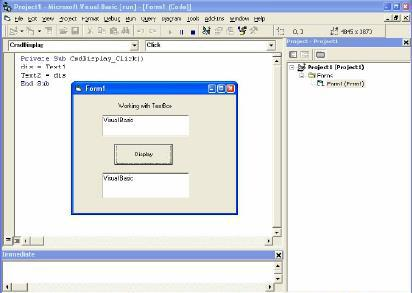 Project1 - Microsoft Visual Basic [run] - [Form1 (Code)]
File Edit View Project Format Debug Run Query Diagram Tools Add-Ins Window Help
0, 0
4845 x 3870
CmdDisplay
Click
Private Sub CmdDisplay_Click()
dis = Text1
Text2 = dis
End Sub
Form1
Working with TextBox
VisualBasic
Display
VisualBasic
Project - Project1
Project1 (Project1)
Forms
Form1 (Form1)
Immediate